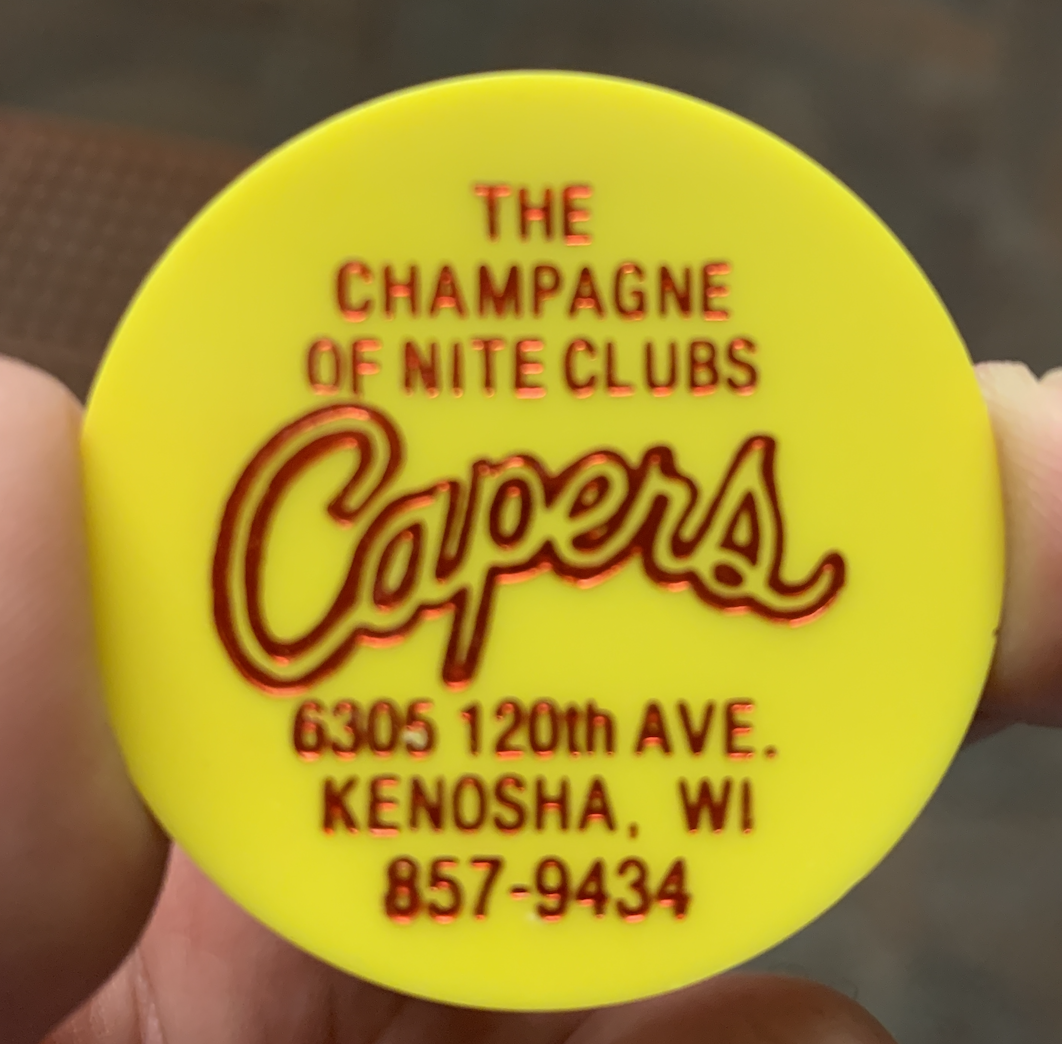 THE
CHAMPAGNE
OF NITE CLUBS
Capers
6305 120th AVE.
KENOSHA, WI
857-9434